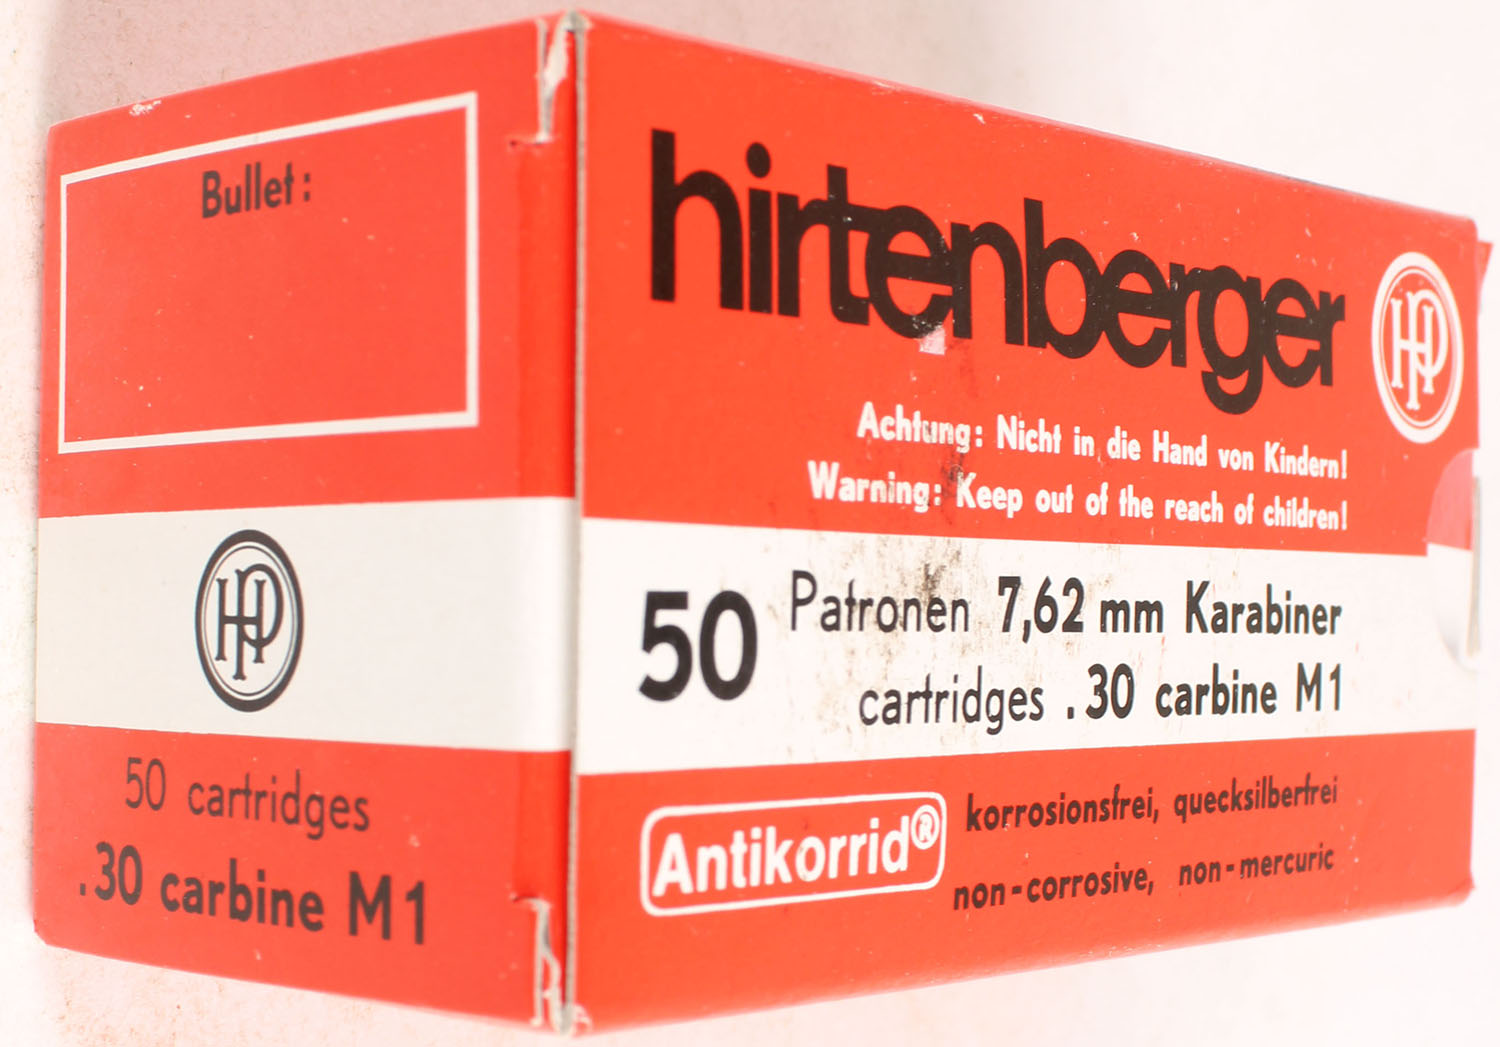 Bullet:
HP
50 cartridges
.30 carbine M1
hirtenberger
HP
Achtung: Nicht in die Hand von Kindern!
Warning: Keep out of the reach of children!
50 Patronen 7,62 mm Karabiner
cartridges .30 carbine M1
Antikorrid®
korrosionsfrei, quecksilberfrei
non-corrosive, non-mercuric